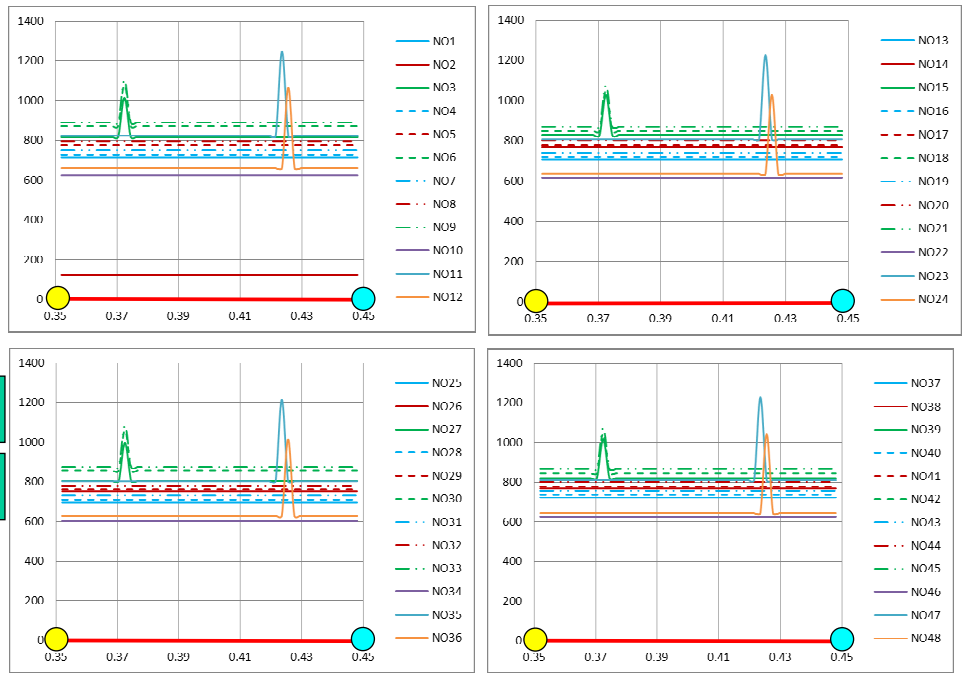 1400
1200
1000
800
600
400
200
0
0.35 0.37 0.39 0.41 0.43 0.45
NO1
NO2
NO3
NO4
NO5
NO6
NO7
NO8
NO9
NO10
NO11
NO12
1400
1200
1000
800
600
400
200
0
0.35 0.37 0.39 0.41 0.43 0.45
NO13
NO14
NO15
NO16
NO17
NO18
NO19
NO20
NO21
NO22
NO23
NO24
1400
1200
1000
800
600
400
200
0
0.35 0.37 0.39 0.41 0.43 0.45
NO25
NO26
NO27
NO28
NO29
NO30
NO31
NO32
NO33
NO34
NO35
NO36
1400
1200
1000
800
600
400
200
0
0.35 0.37 0.39 0.41 0.43 0.45
NO37
NO38
NO39
NO40
NO41
NO42
NO43
NO44
NO45
NO46
NO47
NO48